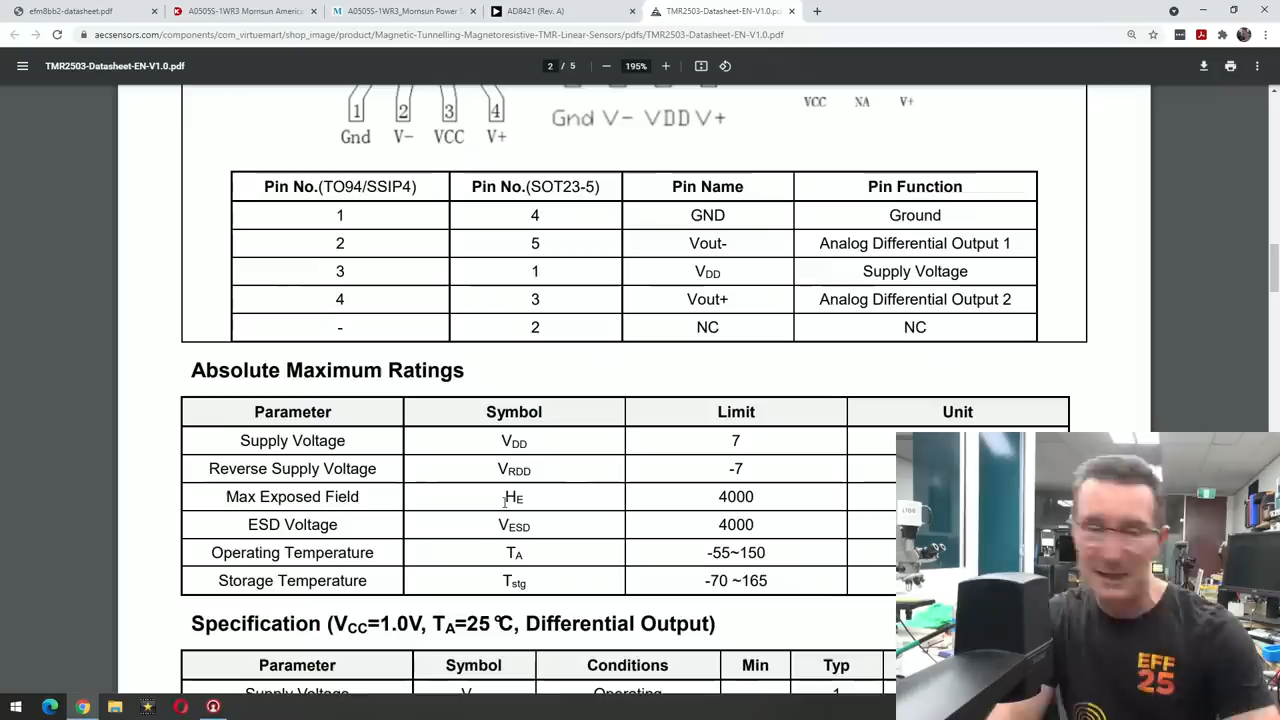 efm8bb2-datasheet.pdf
A0505S-1WR3 Mornsun Americ
A0505S-1WR3_Mornsun Power S
AD8421 (Rev. A)
TMR2503-Datasheet-EN-V1.0.pdf
aecsensors.com/components/com_virtuemart/shop_image/product/Magnetic-Tunnelling-Magnetoresistive-TMR-Linear-Sensors/pdfs/TMR2503-Datasheet-EN-V1.0.pdf
TMR2503-Datasheet-EN-V1.0.pdf
2 / 5
195%
1 2 3 4
Gnd V- VCC V+
Gnd V- VDD V+
VCC NA V+
Pin No.(TO94/SSIP4) Pin No.(SOT23-5) Pin Name Pin Function
1 4 GND Ground
2 5 Vout- Analog Differential Output 1
3 1 VDD Supply Voltage
4 3 Vout+ Analog Differential Output 2
- 2 NC NC
Absolute Maximum Ratings
Parameter Symbol Limit Unit
Supply Voltage VDD 7
Reverse Supply Voltage VRDD -7
Max Exposed Field HE 4000
ESD Voltage VESD 4000
Operating Temperature TA -55~150
Storage Temperature Tstg -70 ~165
Specification (VCC=1.0V, TA=25℃, Differential Output)
Parameter Symbol Conditions Min Typ
Supply Voltage V Operating 1
EFF
25